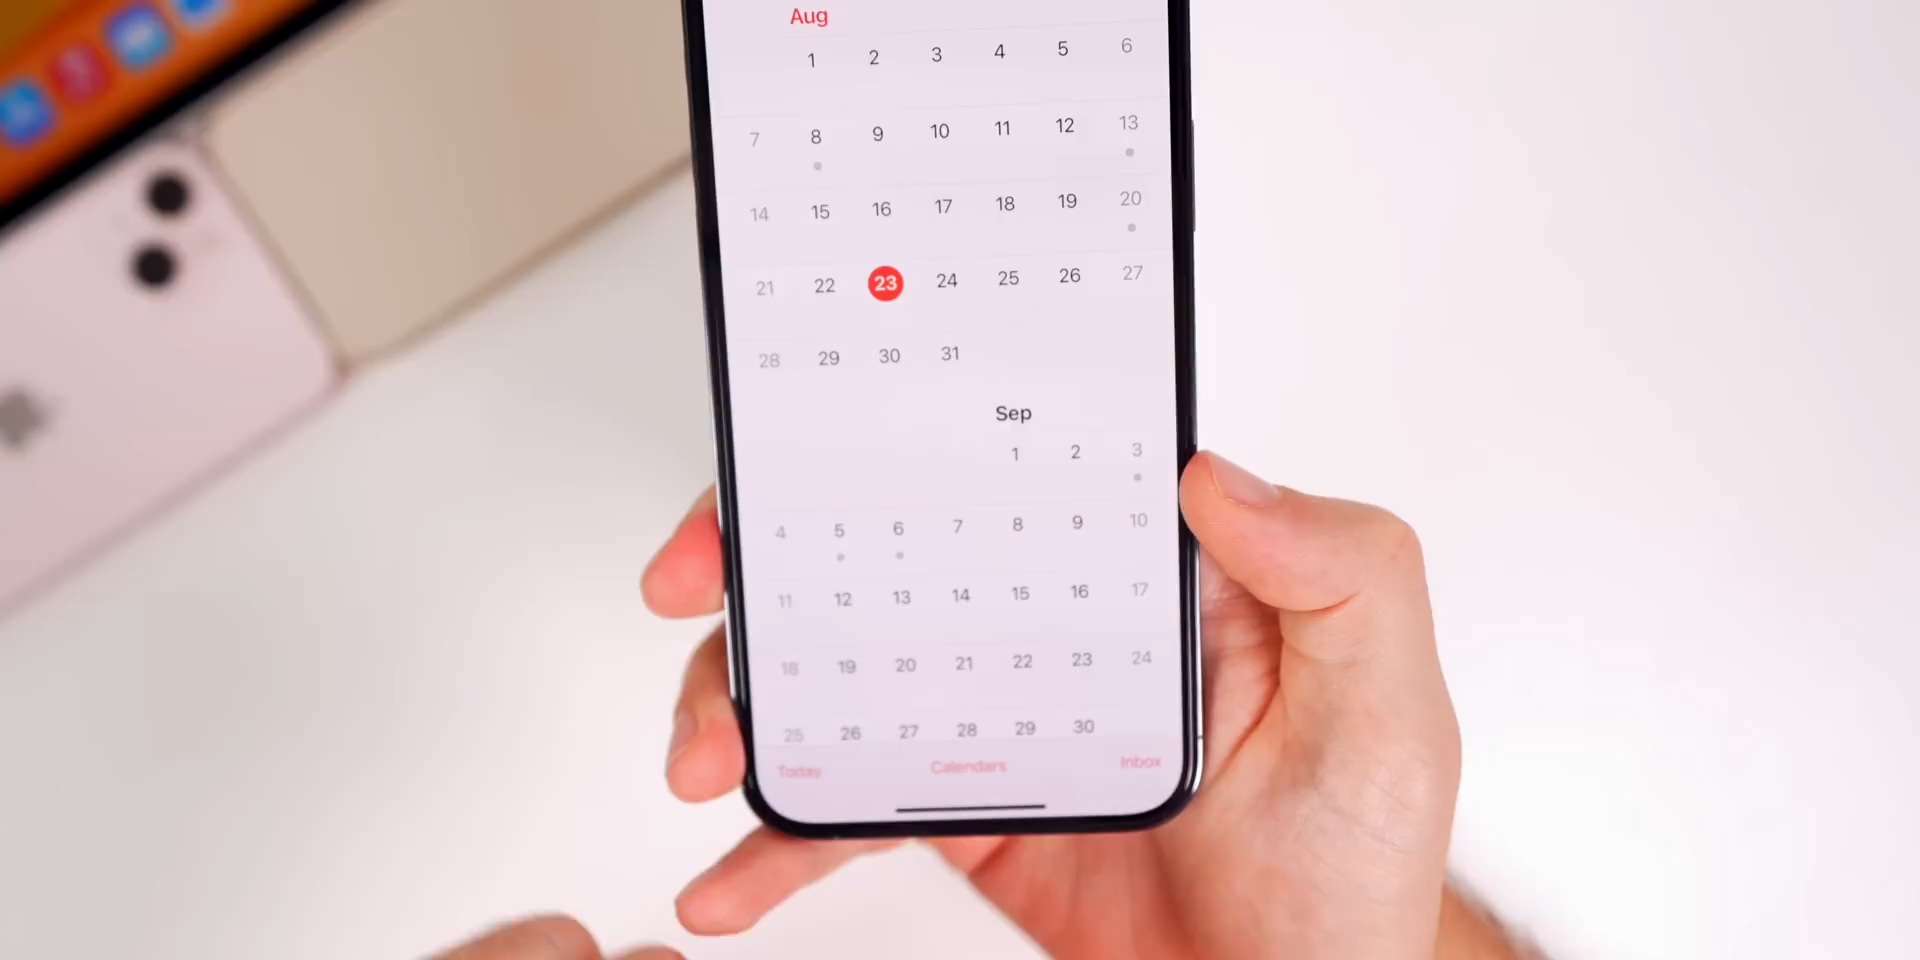 Aug
1 2 3 4 5 6
7 8 9 10 11 12 13
14 15 16 17 18 19 20
21 22 23 24 25 26 27
28 29 30 31
Sep
1 2 3
4 5 6 7 8 9 10
11 12 13 14 15 16 17
18 19 20 21 22 23 24
25 26 27 28 29 30
Today Calendars Inbox